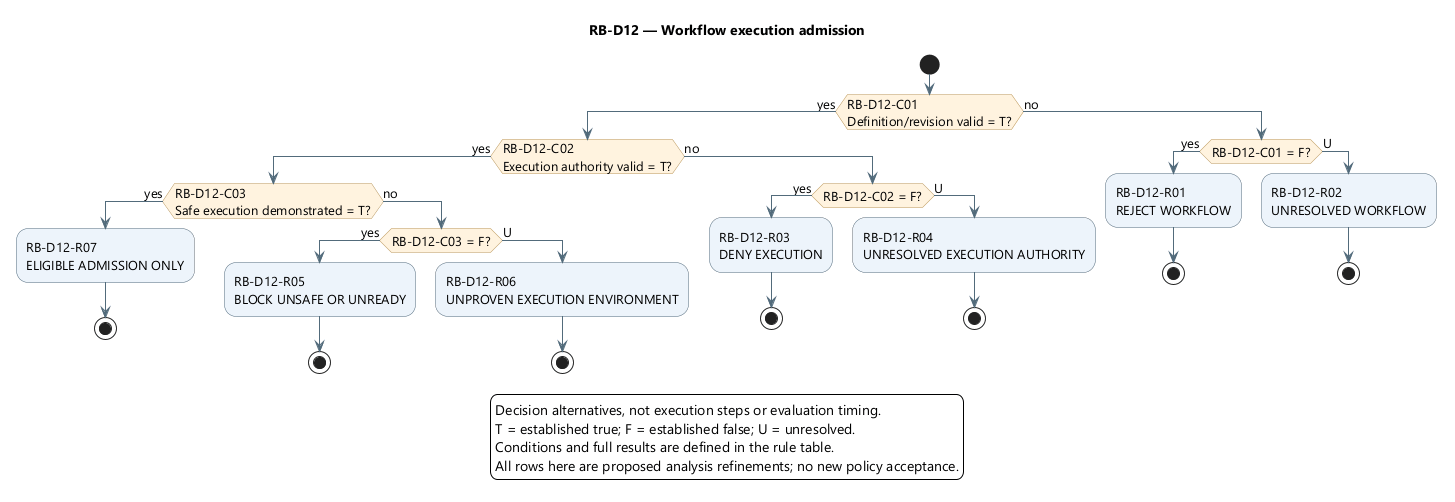 RB-D12 — Workflow execution admission
yes
RB-D12-C01
Definition/revision valid = T?
no
yes
RB-D12-C02
Execution authority valid = T?
no
yes
RB-D12-C01 = F?
U
yes
RB-D12-C03
Safe execution demonstrated = T?
no
yes
RB-D12-C02 = F?
U
RB-D12-R01
REJECT WORKFLOW
RB-D12-R02
UNRESOLVED WORKFLOW
RB-D12-R07
ELIGIBLE ADMISSION ONLY
yes
RB-D12-C03 = F?
U
RB-D12-R03
DENY EXECUTION
RB-D12-R04
UNRESOLVED EXECUTION AUTHORITY
RB-D12-R05
BLOCK UNSAFE OR UNREADY
RB-D12-R06
UNPROVEN EXECUTION ENVIRONMENT
Decision alternatives, not execution steps or evaluation timing.
T = established true; F = established false; U = unresolved.
Conditions and full results are defined in the rule table.
All rows here are proposed analysis refinements; no new policy acceptance.